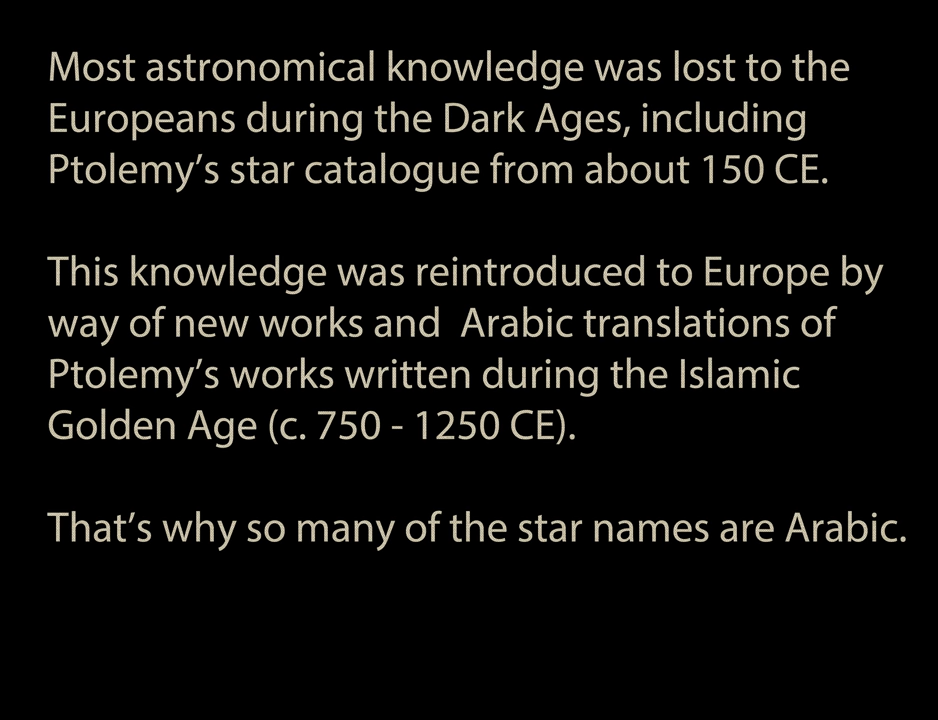 Most astronomical knowledge was lost to the
Europeans during the Dark Ages, including
Ptolemy’s star catalogue from about 150 CE.
This knowledge was reintroduced to Europe by
way of new works and  Arabic translations of
Ptolemy’s works written during the Islamic
Golden Age (c. 750 - 1250 CE).
That’s why so many of the star names are Arabic.